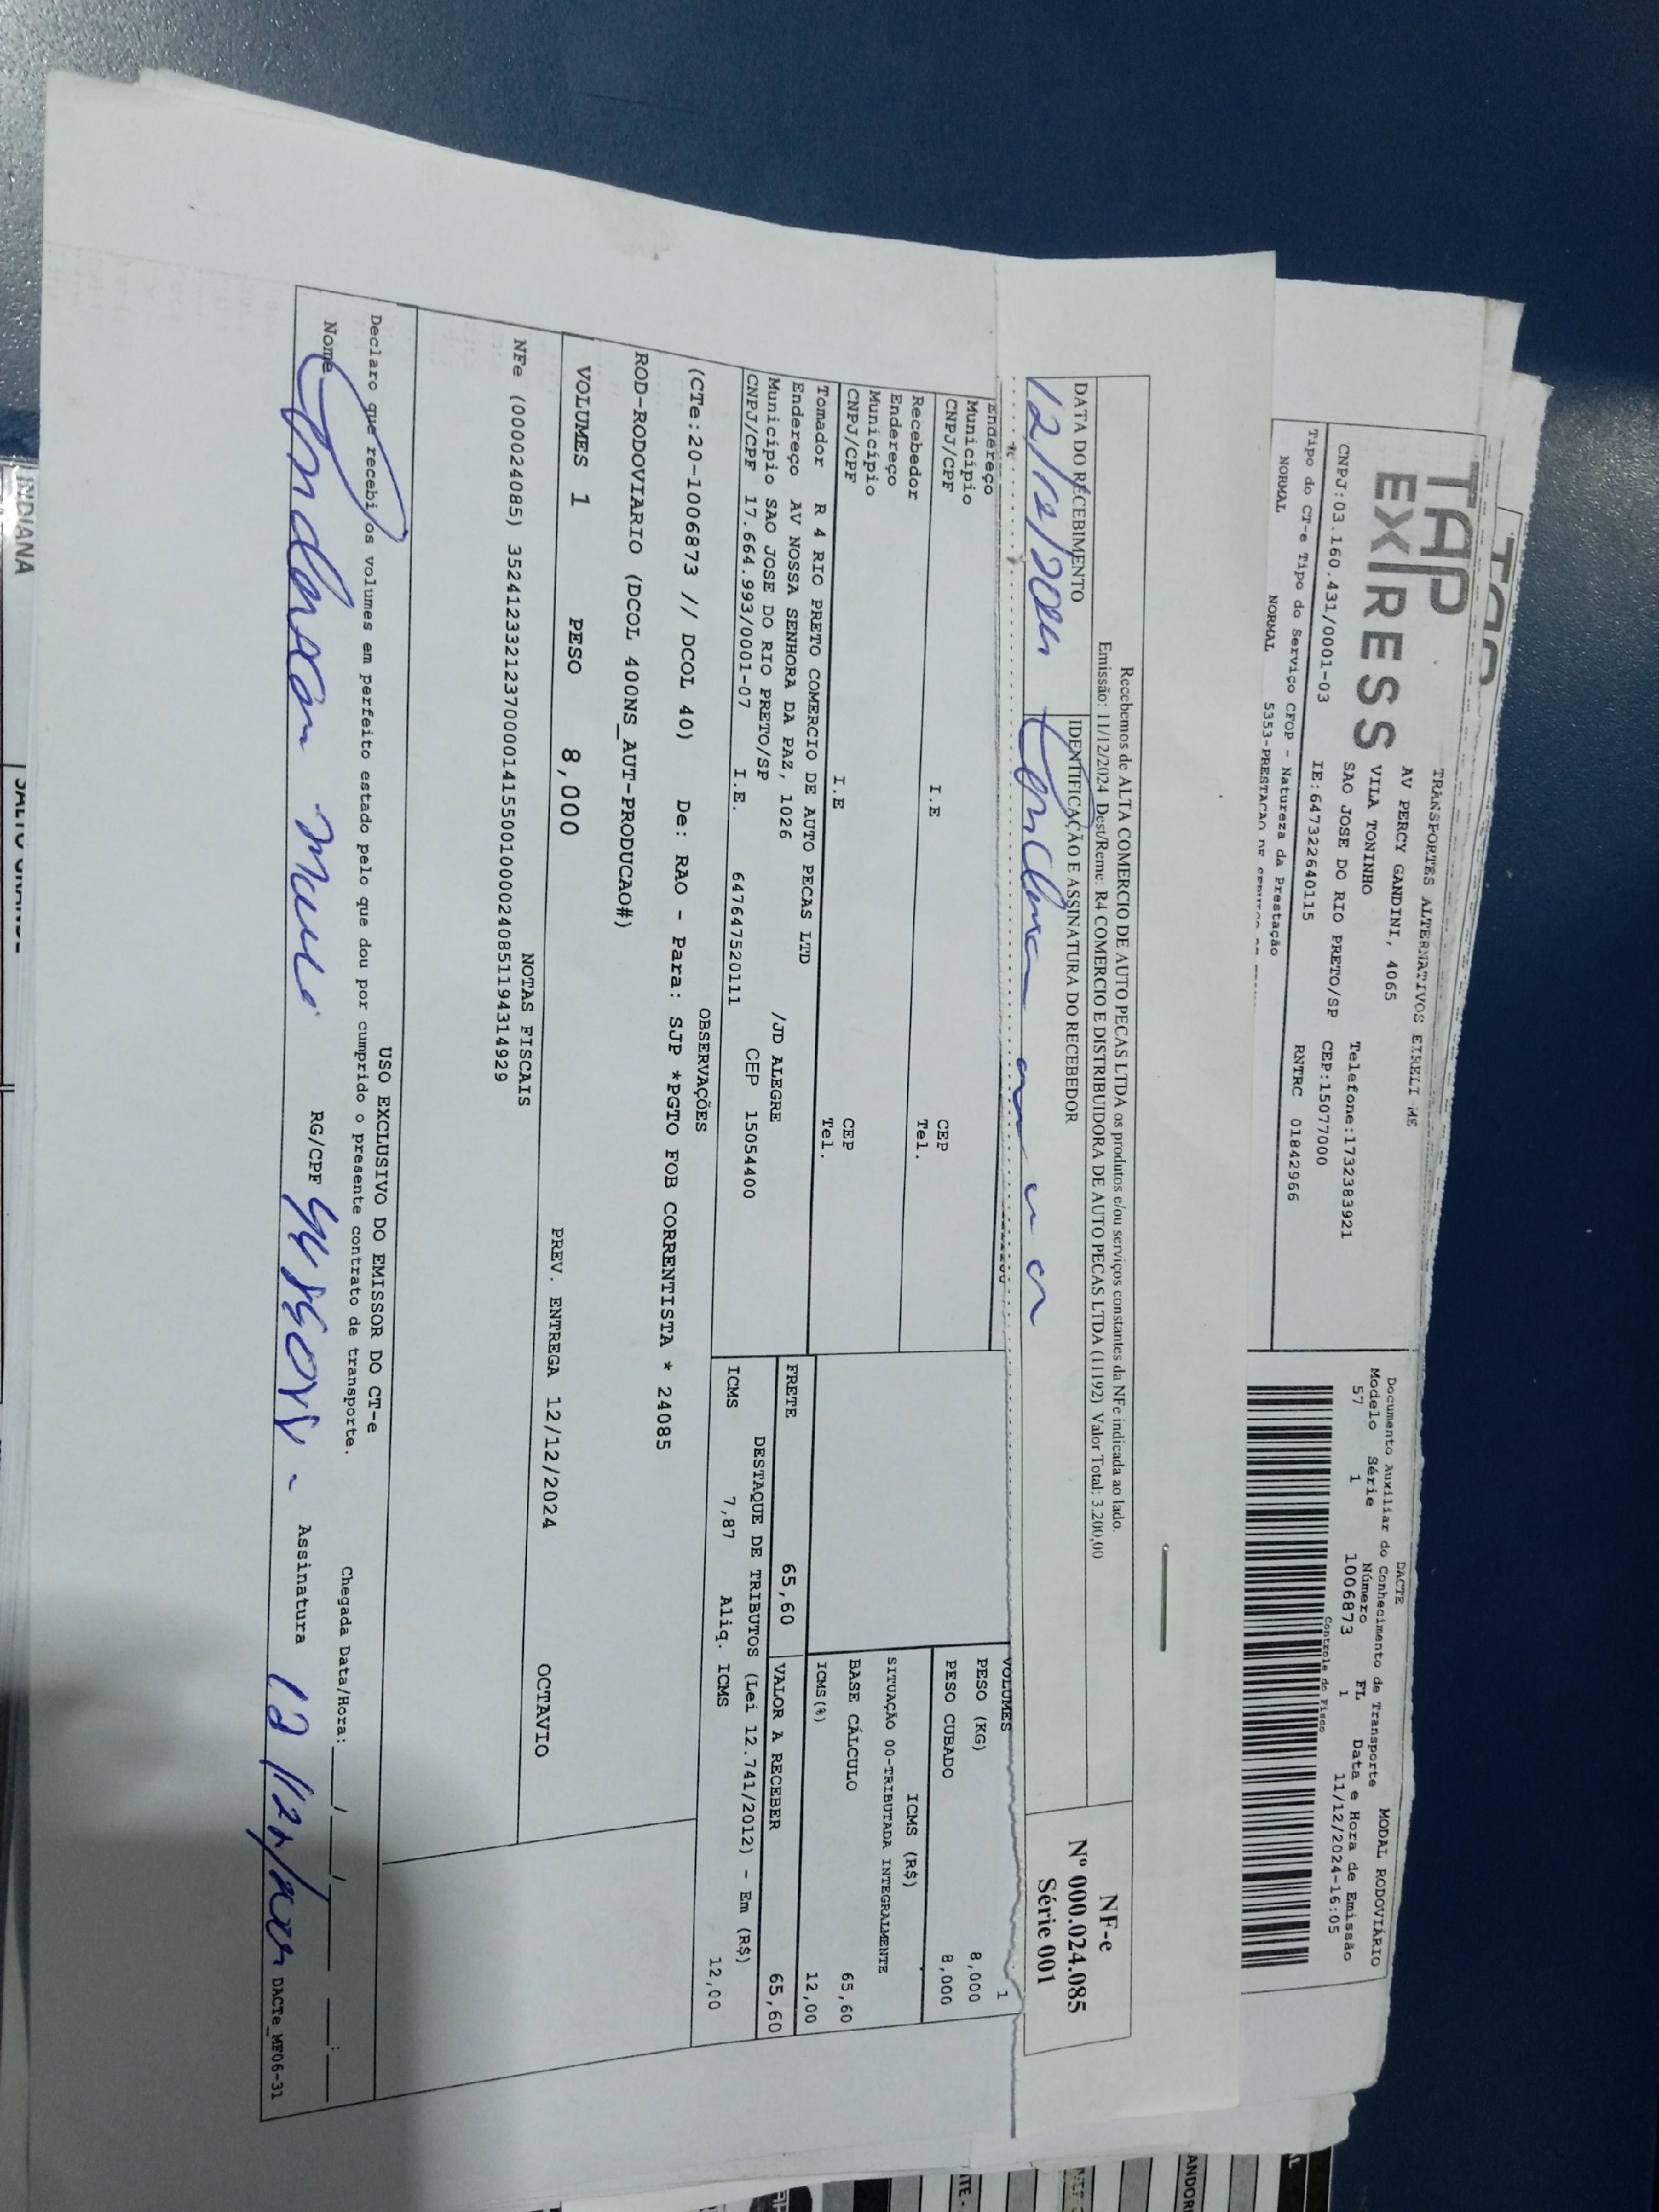 TAP
EXPRESS
TRANSPORTES ALTERNATIVOS EIRELI ME
AV PERCY GANDINI, 4065
VILA TONINHO
SAO JOSE DO RIO PRETO/SP CEP:15077000
Telefone:1732383921
CNPJ:03.160.431/0001-03 IE:647322640115 RNTRC 01842966
Tipo do CT-e Tipo do Serviço CFOP - Natureza da Prestação
NORMAL NORMAL 5353-PRESTACAO DE
DACTE MODAL RODOVIÁRIO
Documento Auxiliar do Conhecimento de Transporte
Modelo Série Número FL Data e Hora de Emissão
57 1 1006873 1 11/12/2024-16:05
Controle do Fisco
Recebemos de ALTA COMERCIO DE AUTO PECAS LTDA os produtos e/ou serviços constantes da NFe indicada ao lado.
Emissão: 11/12/2024 Dest/Reme: R4 COMERCIO E DISTRIBUIDORA DE AUTO PECAS LTDA (11192) Valor Total: 3.200,00
DATA DO RECEBIMENTO IDENTIFICAÇÃO E ASSINATURA DO RECEBEDOR
NF-e
Nº 000.024.085
Série 001
Endereço
Município CEP
CNPJ/CPF I.E Tel.
Recebedor
Endereço
Município CEP
CNPJ/CPF I.E Tel.
Tomador R 4 RIO PRETO COMERCIO DE AUTO PECAS LTD
Endereço AV NOSSA SENHORA DA PAZ, 1026 /JD ALEGRE
Município SAO JOSE DO RIO PRETO/SP CEP 15054400
CNPJ/CPF 17.664.993/0001-07 I.E. 647647520111
VOLUMES 1
PESO (KG) 8,000
PESO CUBADO 8,000
ICMS (R$)
SITUAÇÃO 00-TRIBUTADA INTEGRALMENTE
BASE CÁLCULO 65,60
ICMS(%) 12,00
FRETE 65,60 VALOR A RECEBER 65,60
DESTAQUE DE TRIBUTOS (Lei 12.741/2012) - Em (R$)
ICMS 7,87 Aliq. ICMS 12,00
OBSERVAÇÕES
(CTe:20-1006873 // DCOL 40) De: RAO - Para: SJP *PGTO FOB CORRENTISTA * 24085
ROD-RODOVIARIO (DCOL 400NS_AUT-PRODUCAO#)
VOLUMES 1 PESO 8,000 PREV. ENTREGA 12/12/2024 OCTAVIO
NOTAS FISCAIS
NFe (000024085) 35241233212370000141550010000240851194314929
USO EXCLUSIVO DO EMISSOR DO CT-e
Declaro que recebi os volumes em perfeito estado pelo que dou por cumprido o presente contrato de transporte.
Chegada Data/Hora:____/____/____ ____:____
Nome RG/CPF Assinatura DACTe_MF06-31
INDIANA